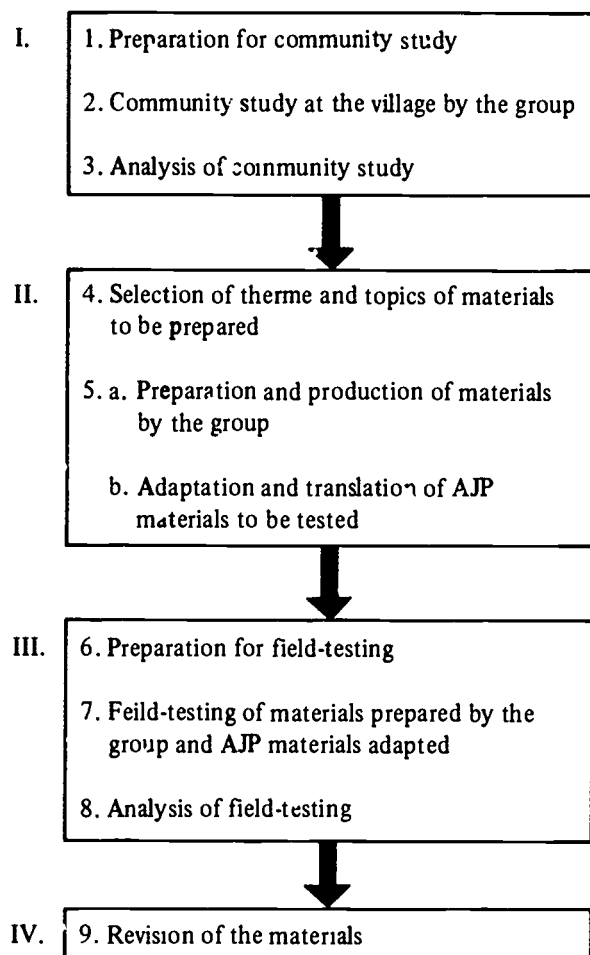 I. 1. Preparation for community study
2. Community study at the village by the group
3. Analysis of community study
II. 4. Selection of therme and topics of materials
to be prepared
5. a. Preparation and production of materials
by the group
b. Adaptation and translation of AJP
materials to be tested
III. 6. Preparation for field-testing
7. Feild-testing of materials prepared by the
group and AJP materials adapted
8. Analysis of field-testing
IV. 9. Revision of the materials